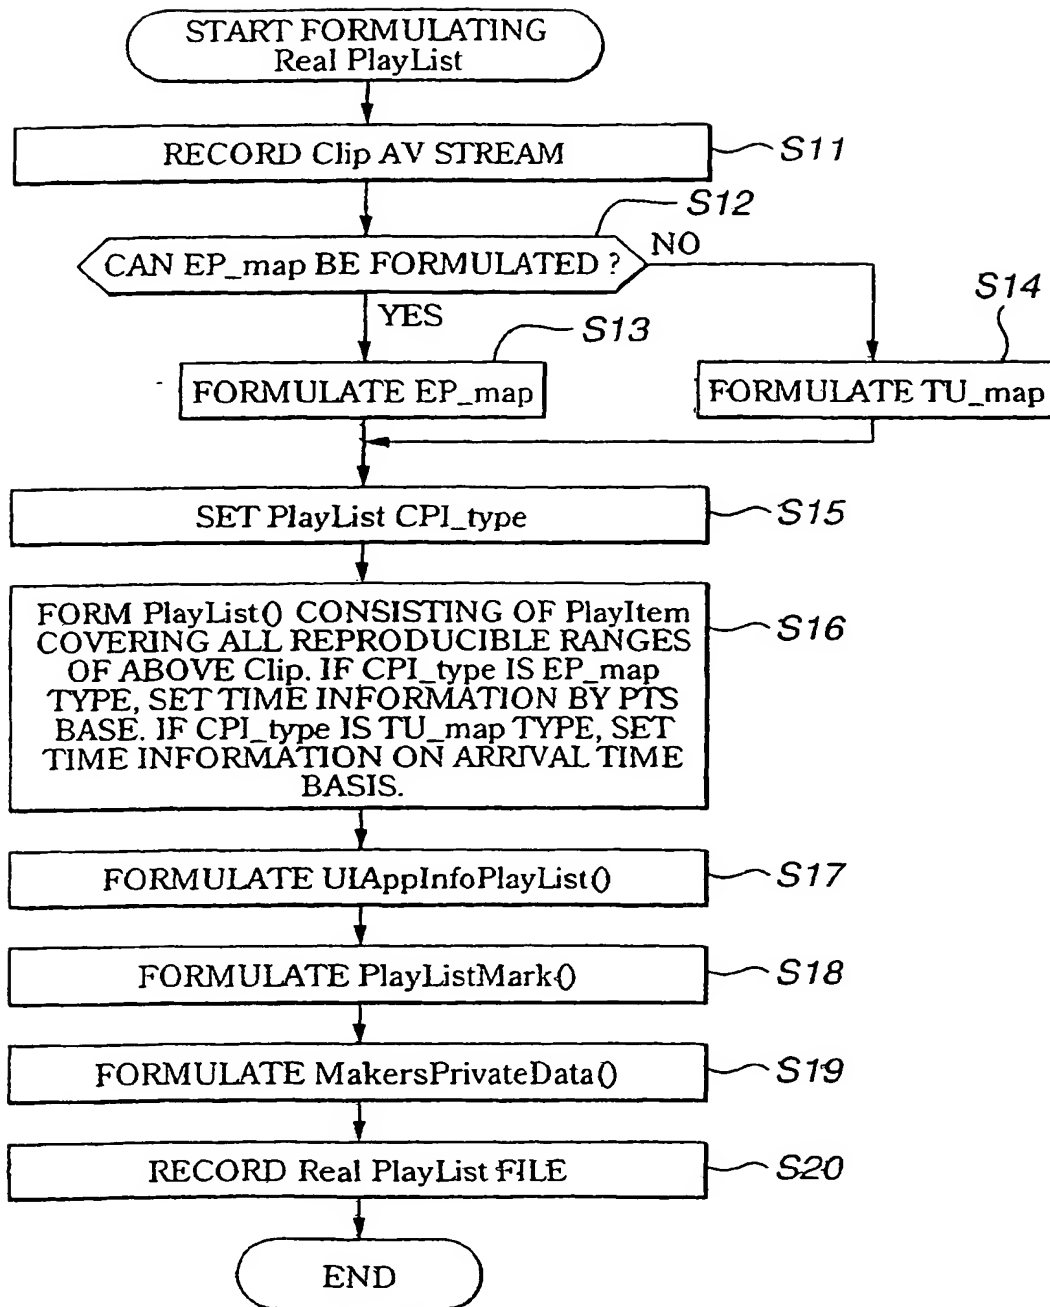 START FORMULATING
Real PlayList
RECORD Clip AV STREAM
S11
S12
CAN EP_map BE FORMULATED ?
NO
YES
S13
S14
FORMULATE EP_map
FORMULATE TU_map
SET PlayList CPI_type
S15
FORM PlayList() CONSISTING OF PlayItem
COVERING ALL REPRODUCIBLE RANGES
OF ABOVE Clip. IF CPI_type IS EP_map
TYPE, SET TIME INFORMATION BY PTS
BASE. IF CPI_type IS TU_map TYPE, SET
TIME INFORMATION ON ARRIVAL TIME
BASIS.
S16
FORMULATE UIAppInfoPlayList()
S17
FORMULATE PlayListMark()
S18
FORMULATE MakersPrivateData()
S19
RECORD Real PlayList FILE
S20
END